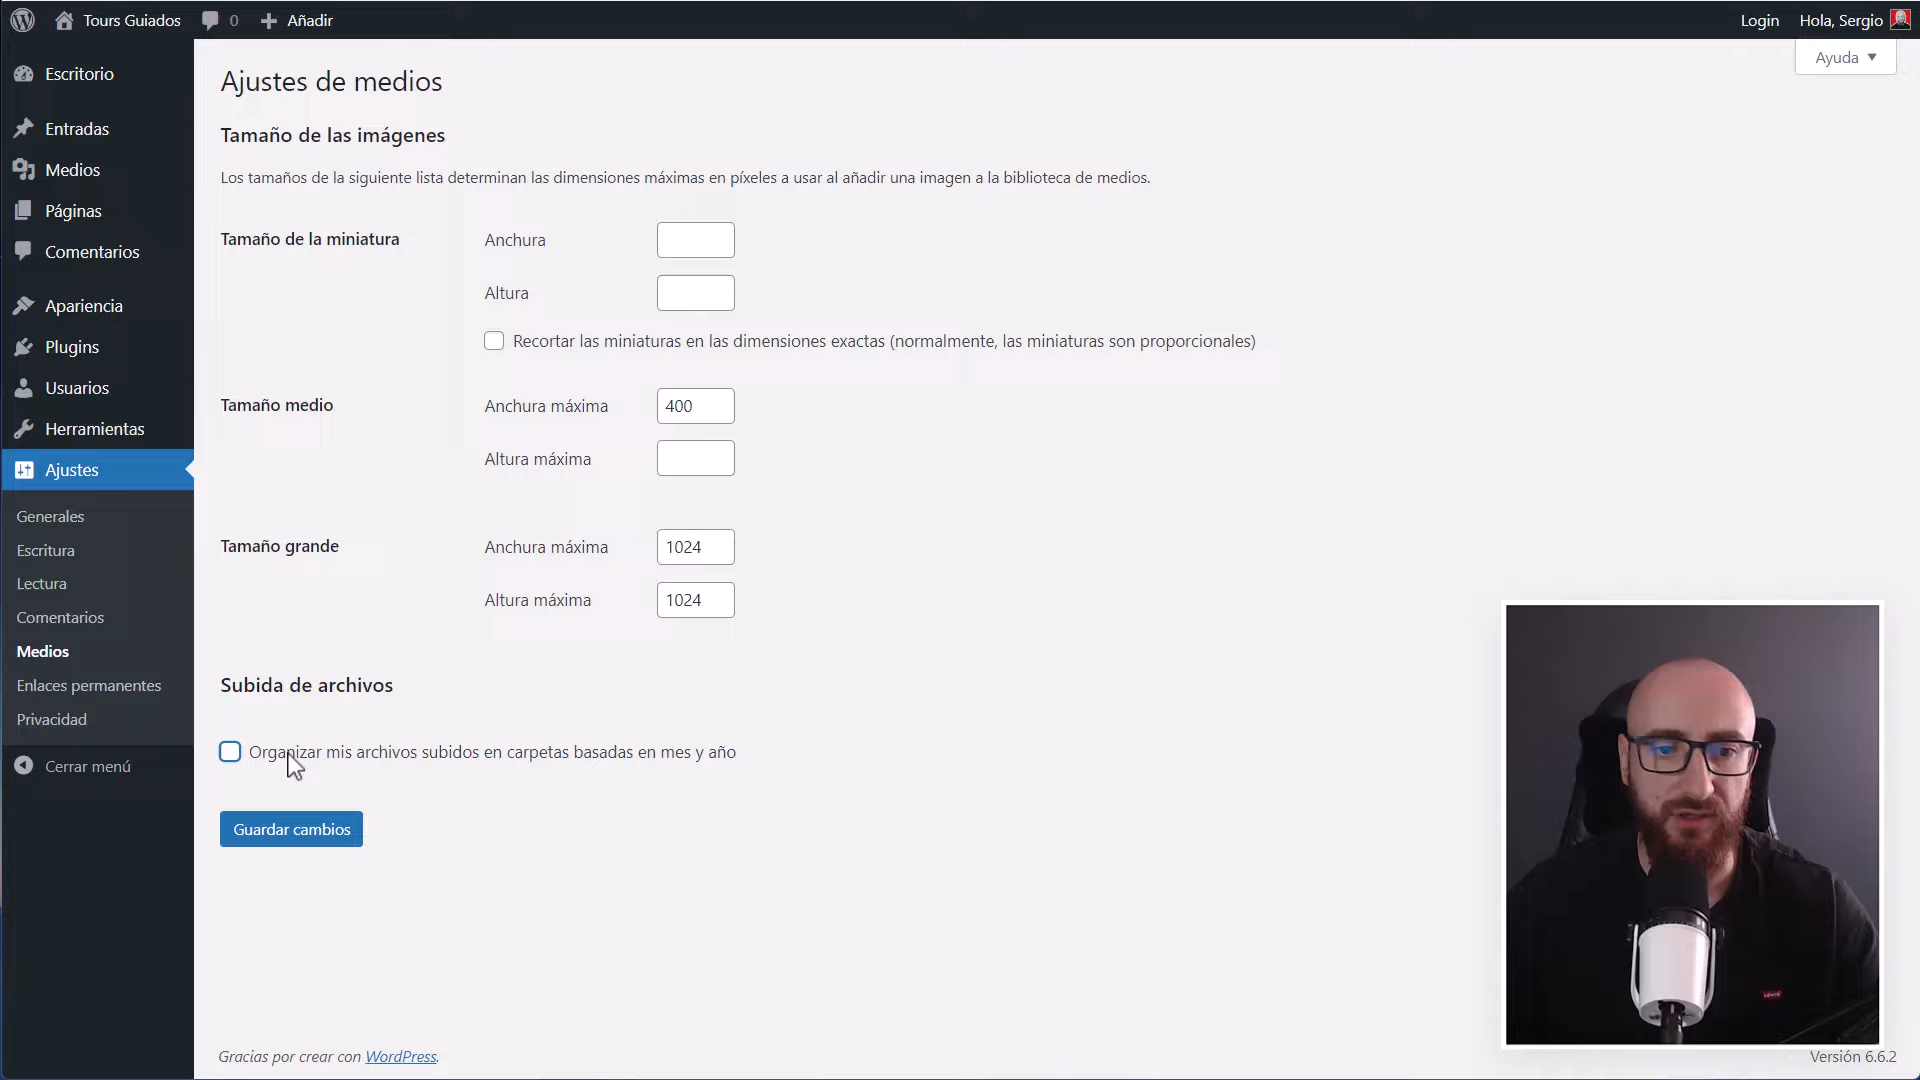 Tours Guiados
0
Añadir
Login
Hola, Sergio
Ayuda
Escritorio
Entradas
Medios
Páginas
Comentarios
Apariencia
Plugins
Usuarios
Herramientas
Ajustes
Generales
Escritura
Lectura
Comentarios
Medios
Enlaces permanentes
Privacidad
Cerrar menú
Ajustes de medios
Tamaño de las imágenes
Los tamaños de la siguiente lista determinan las dimensiones máximas en píxeles a usar al añadir una imagen a la biblioteca de medios.
Tamaño de la miniatura
Anchura
Altura
Recortar las miniaturas en las dimensiones exactas (normalmente, las miniaturas son proporcionales)
Tamaño medio
Anchura máxima 400
Altura máxima
Tamaño grande
Anchura máxima 1024
Altura máxima 1024
Subida de archivos
Organizar mis archivos subidos en carpetas basadas en mes y año
Guardar cambios
Gracias por crear con WordPress.
Versión 6.6.2